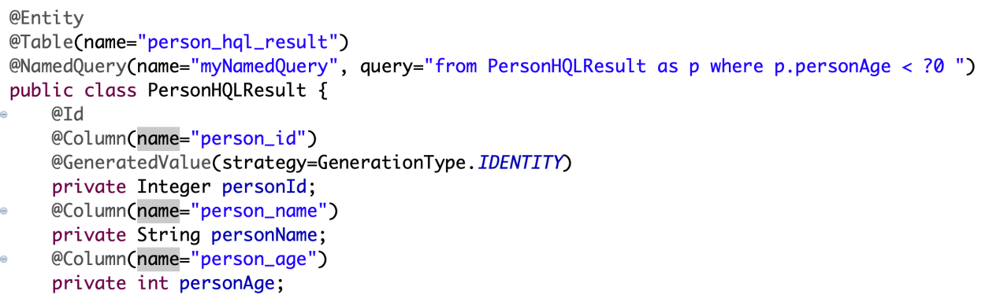 @Entity
@Table(name="person_hql_result")
@NamedQuery(name="myNamedQuery", query="from PersonHQLResult as p where p.personAge < ?0 ")
public class PersonHQLResult {
    @Id
    @Column(name="person_id")
    @GeneratedValue(strategy=GenerationType.IDENTITY)
    private Integer personId;
    @Column(name="person_name")
    private String personName;
    @Column(name="person_age")
    private int personAge;